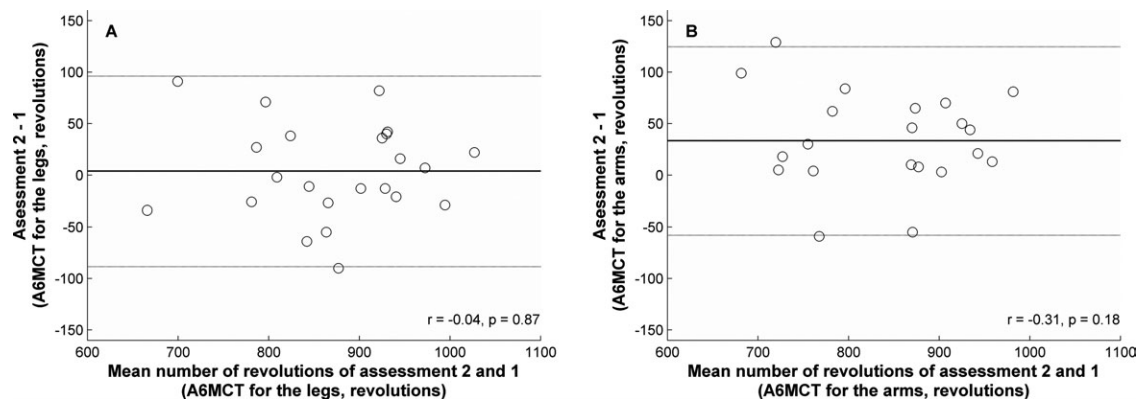 A
Asessment 2 - 1
(A6MCT for the legs, revolutions)
150
100
50
0
-50
-100
-150
r = -0.04, p = 0.87
600 700 800 900 1000 1100
Mean number of revolutions of assessment 2 and 1
(A6MCT for the legs, revolutions)
B
Asessment 2 - 1
(A6MCT for the arms, revolutions)
150
100
50
0
-50
-100
-150
r = -0.31, p = 0.18
600 700 800 900 1000 1100
Mean number of revolutions of assessment 2 and 1
(A6MCT for the arms, revolutions)